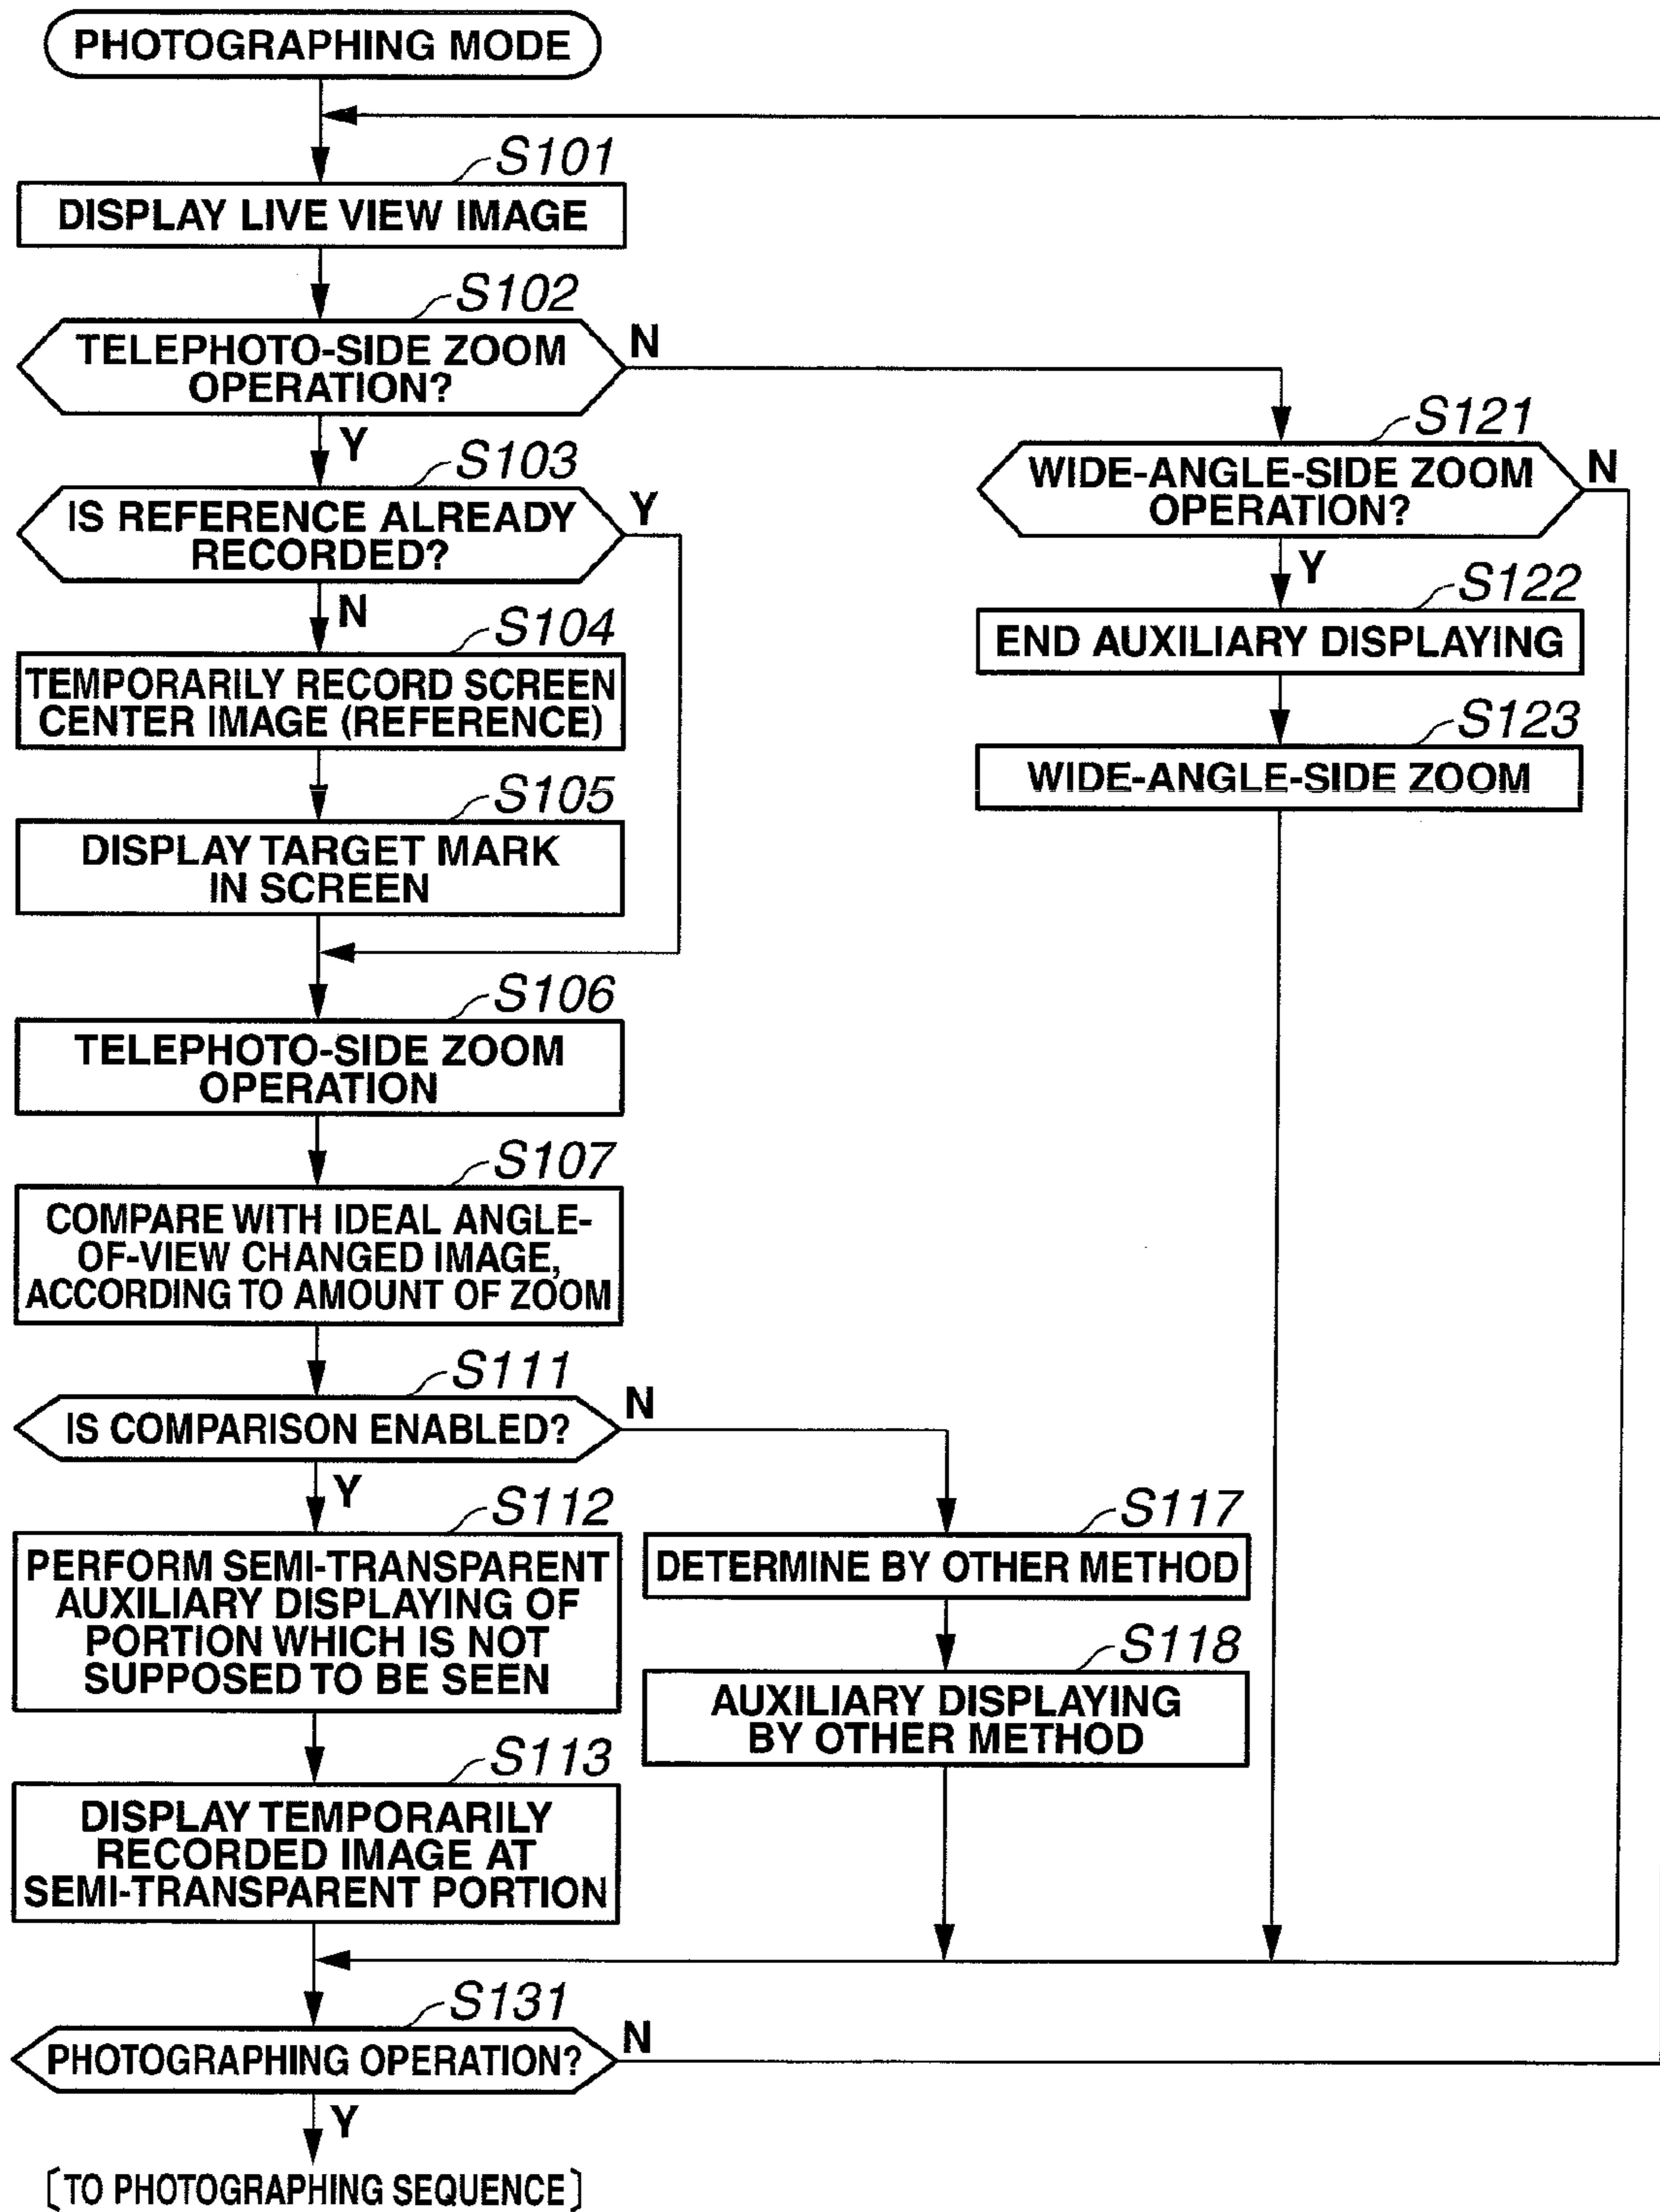 PHOTOGRAPHING MODE
S101
DISPLAY LIVE VIEW IMAGE
S102
TELEPHOTO-SIDE ZOOM
OPERATION?
N
Y
S103
IS REFERENCE ALREADY
RECORDED?
Y
N
S104
TEMPORARILY RECORD SCREEN
CENTER IMAGE (REFERENCE)
S105
DISPLAY TARGET MARK
IN SCREEN
S106
TELEPHOTO-SIDE ZOOM
OPERATION
S107
COMPARE WITH IDEAL ANGLE-
OF-VIEW CHANGED IMAGE,
ACCORDING TO AMOUNT OF ZOOM
S111
IS COMPARISON ENABLED?
N
Y
S112
PERFORM SEMI-TRANSPARENT
AUXILIARY DISPLAYING OF
PORTION WHICH IS NOT
SUPPOSED TO BE SEEN
S113
DISPLAY TEMPORARILY
RECORDED IMAGE AT
SEMI-TRANSPARENT PORTION
S117
DETERMINE BY OTHER METHOD
S118
AUXILIARY DISPLAYING
BY OTHER METHOD
S121
WIDE-ANGLE-SIDE ZOOM
OPERATION?
N
Y
S122
END AUXILIARY DISPLAYING
S123
WIDE-ANGLE-SIDE ZOOM
S131
PHOTOGRAPHING OPERATION?
N
Y
[TO PHOTOGRAPHING SEQUENCE]